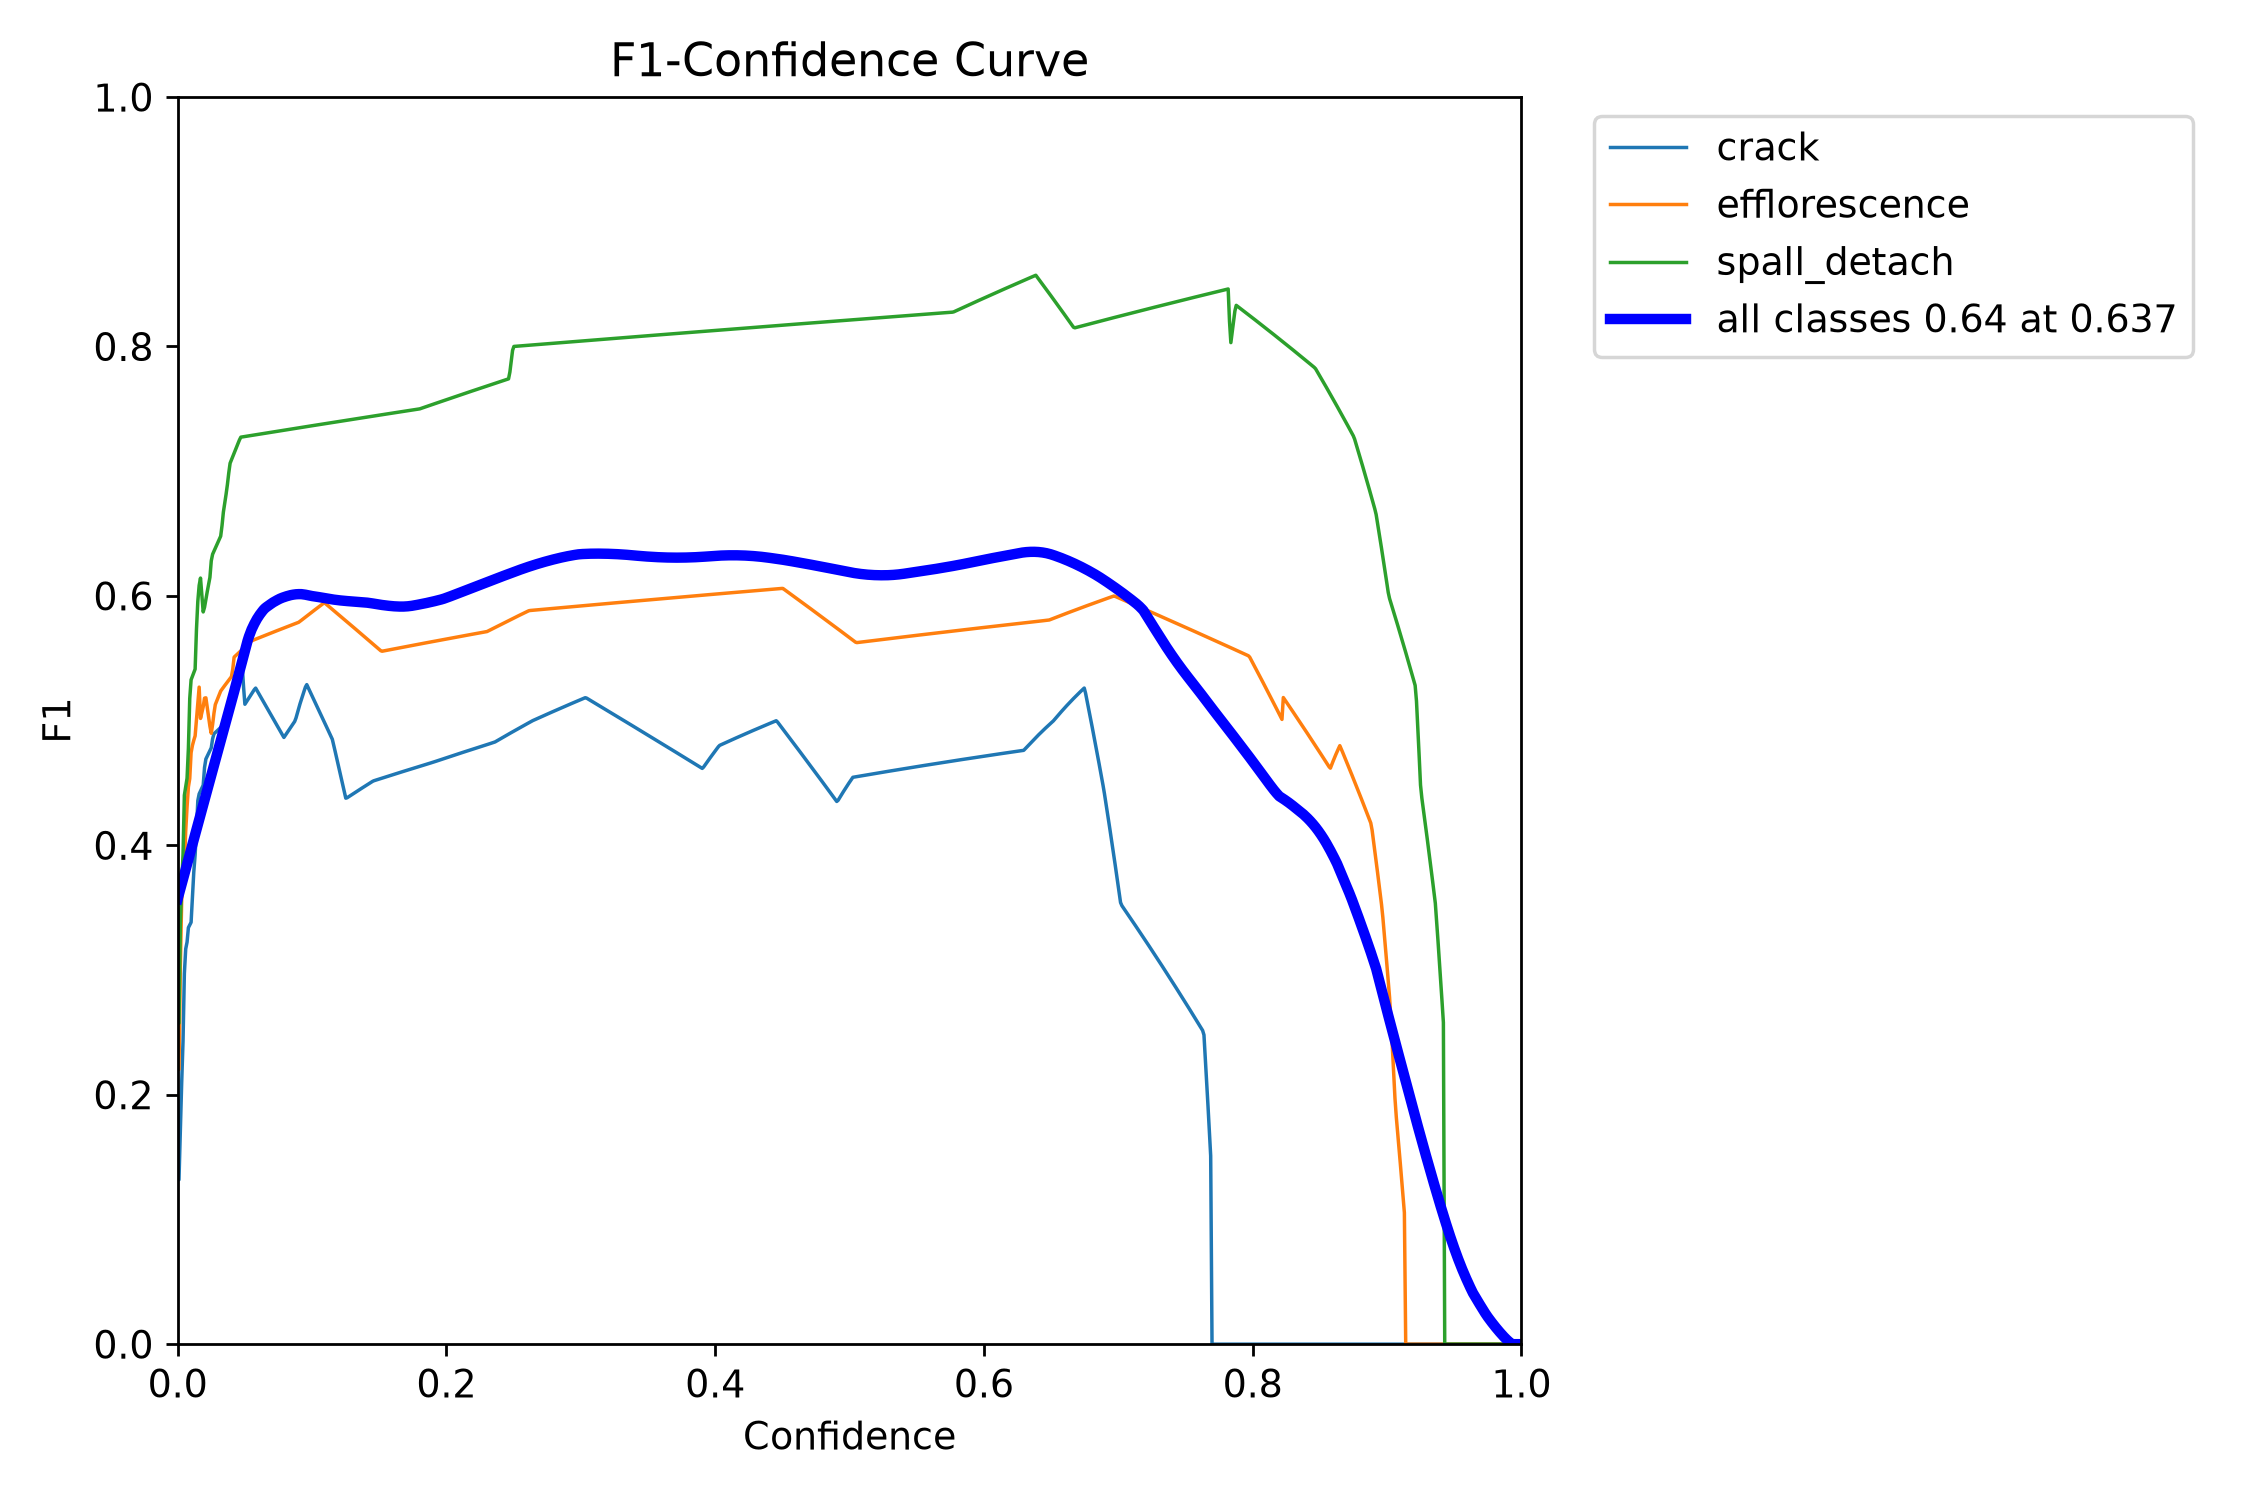 F1-Confidence Curve
1.0
0.8
0.6
0.4
0.2
0.0
F1
0.0 0.2 0.4 0.6 0.8 1.0
Confidence
crack
efflorescence
spall_detach
all classes 0.64 at 0.637